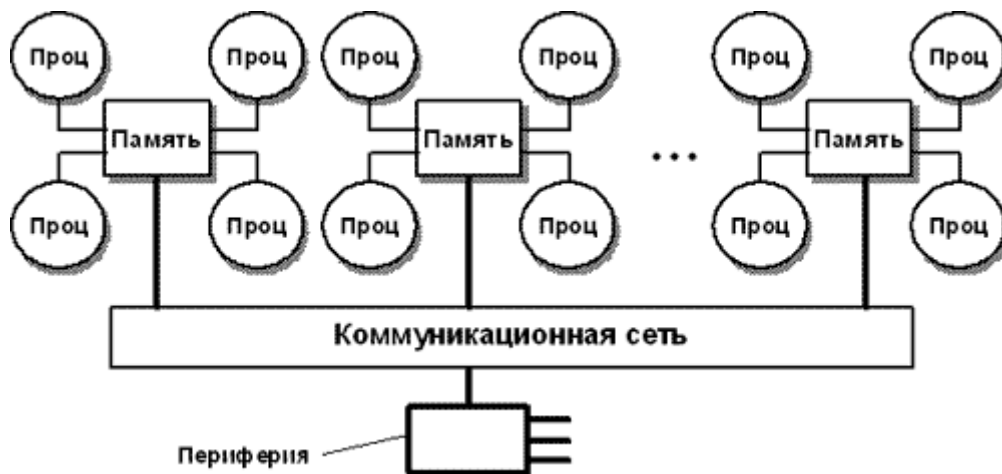 Проц Проц Проц Проц Проц Проц
Память Память Память
...
Проц Проц Проц Проц Проц Проц
Коммуникационная сеть
Периферия